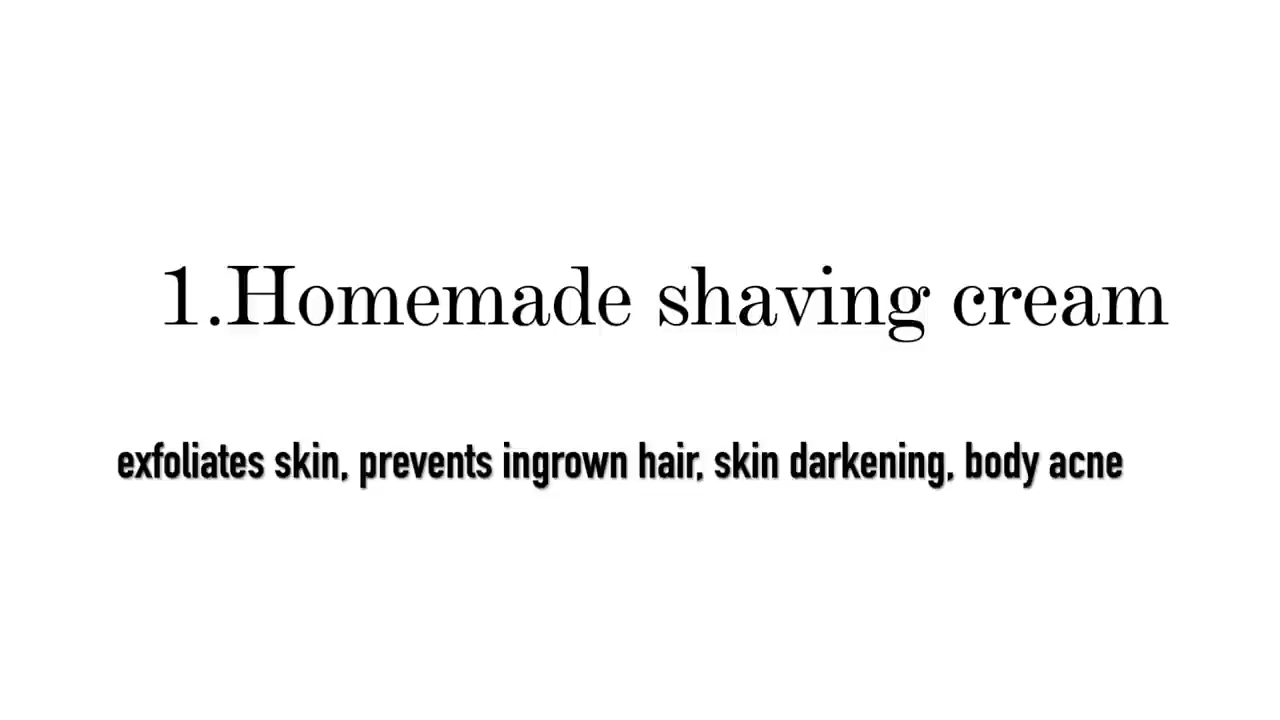 1.Homemade shaving cream
exfoliates skin, prevents ingrown hair, skin darkening, body acne